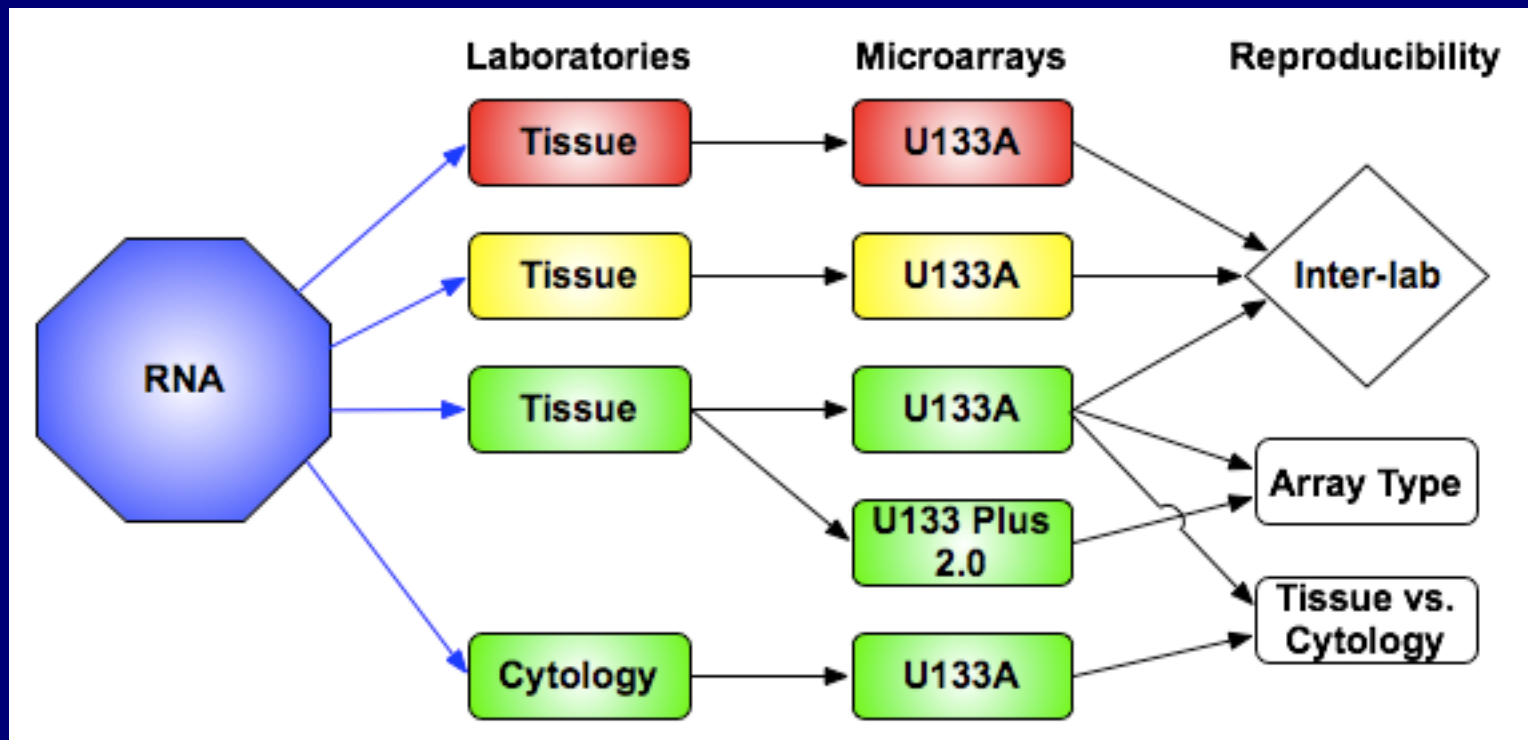 Laboratories Microarrays Reproducibility
Tissue U133A
Tissue U133A Inter-lab
RNA
Tissue U133A
Array Type
U133 Plus
2.0
Tissue vs.
Cytology
Cytology U133A